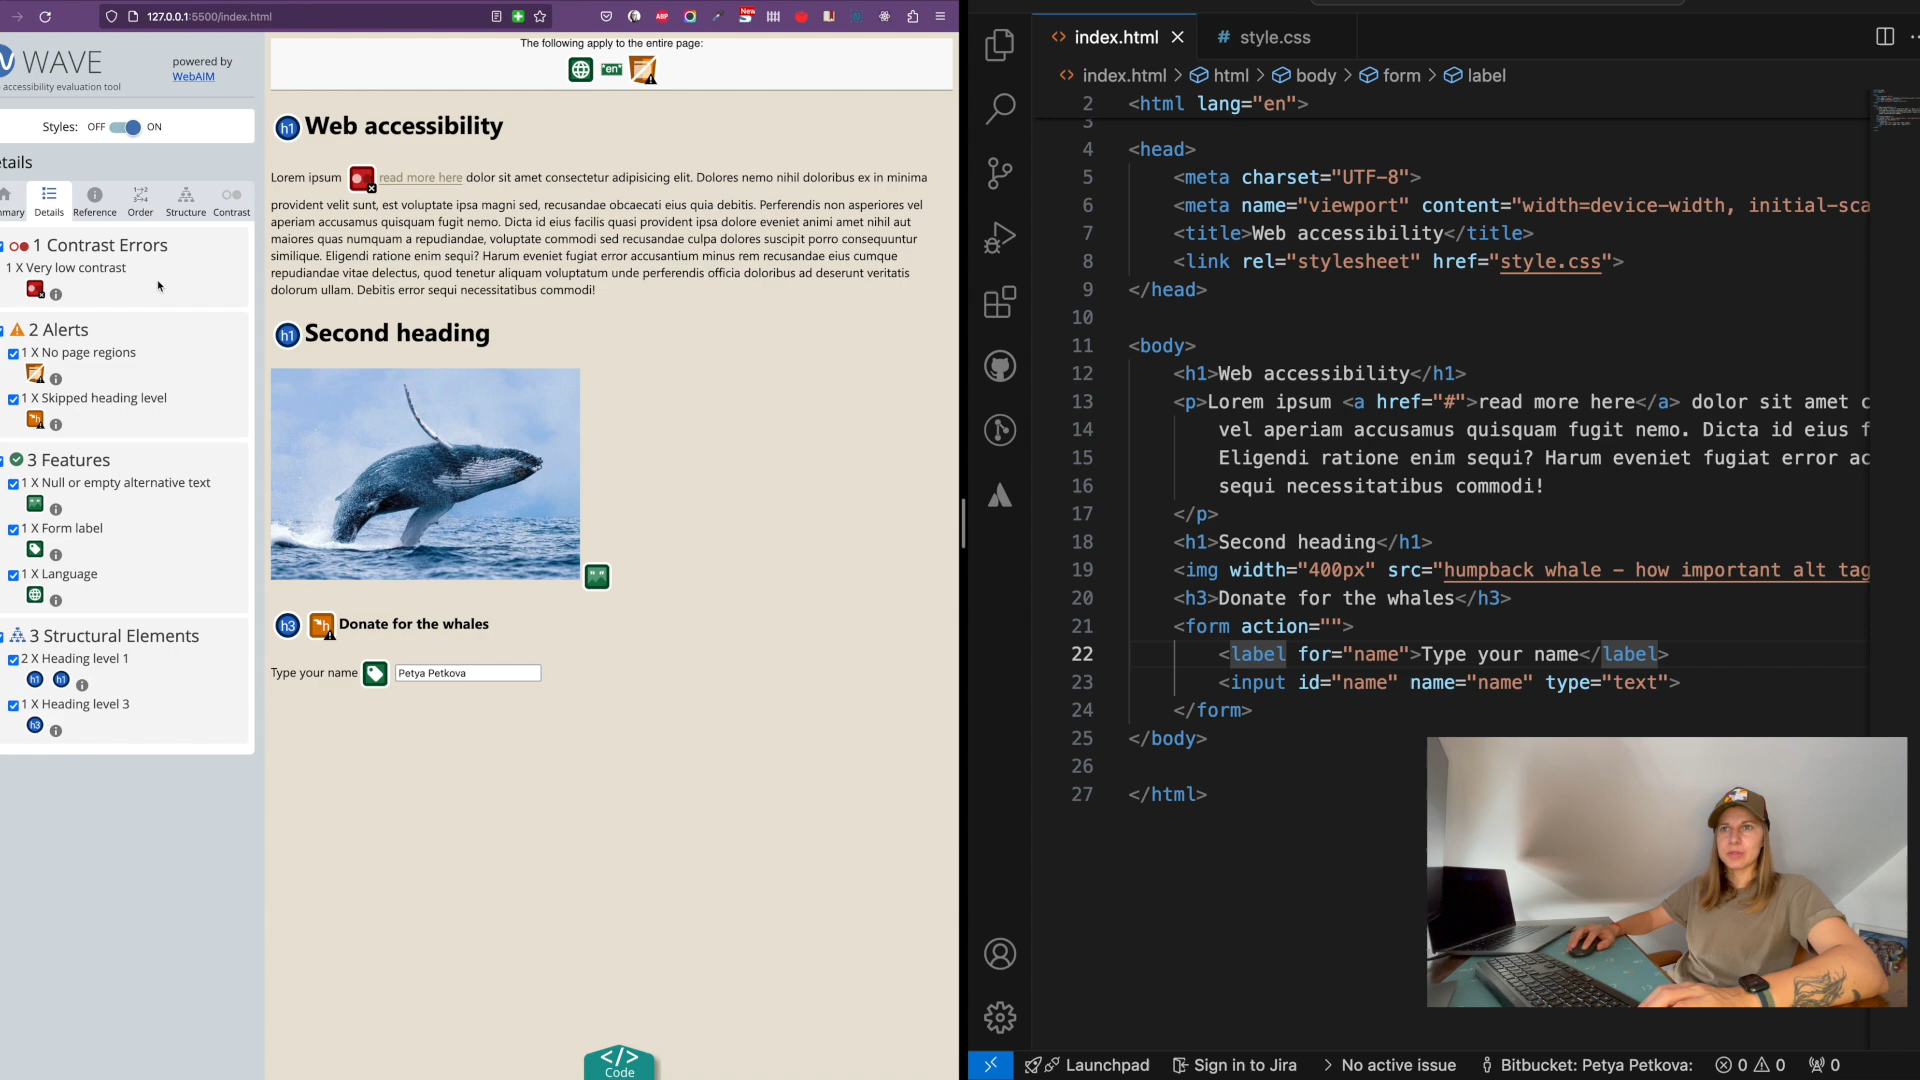 127.0.0.1:5500/index.html
ABP
New
WAVE
powered by
WebAIM
accessibility evaluation tool
Styles: OFF ON
etails
mmary
Details
Reference
Order
Structure
Contrast
1 Contrast Errors
1 X Very low contrast
2 Alerts
1 X No page regions
1 X Skipped heading level
3 Features
1 X Null or empty alternative text
1 X Form label
1 X Language
3 Structural Elements
2 X Heading level 1
h1 h1
1 X Heading level 3
h3
The following apply to the entire page:
"en"
h1 Web accessibility
Lorem ipsum read more here dolor sit amet consectetur adipisicing elit. Dolores nemo nihil doloribus ex in minima
provident velit sunt, est voluptate ipsa magni sed, recusandae obcaecati eius quia debitis. Perferendis non asperiores vel
aperiam accusamus quisquam fugit nemo. Dicta id eius facilis quasi provident ipsa dolore eveniet animi amet nihil aut
maiores quas numquam a repudiandae, voluptate commodi sed recusandae culpa dolores suscipit porro consequuntur
similique. Eligendi ratione enim sequi? Harum eveniet fugiat error accusantium minus rem recusandae eius cumque
repudiandae vitae delectus, quod tenetur aliquam voluptatum unde perferendis officia doloribus ad deserunt veritatis
dolorum ullam. Debitis error sequi necessitatibus commodi!
h1 Second heading
h3 h Donate for the whales
Type your name Petya Petkova
</>
Code
index.html
# style.css
index.html > html > body > form > label
2 <html lang="en">
3
4 <head>
5 <meta charset="UTF-8">
6 <meta name="viewport" content="width=device-width, initial-sca
7 <title>Web accessibility</title>
8 <link rel="stylesheet" href="style.css">
9 </head>
10
11 <body>
12 <h1>Web accessibility</h1>
13 <p>Lorem ipsum <a href="#">read more here</a> dolor sit amet c
14 vel aperiam accusamus quisquam fugit nemo. Dicta id eius f
15 Eligendi ratione enim sequi? Harum eveniet fugiat error ac
16 sequi necessitatibus commodi!
17 </p>
18 <h1>Second heading</h1>
19 <img width="400px" src="humpback whale – how important alt tag
20 <h3>Donate for the whales</h3>
21 <form action="">
22 <label for="name">Type your name</label>
23 <input id="name" name="name" type="text">
24 </form>
25 </body>
26
27 </html>
Launchpad
Sign in to Jira
> No active issue
Bitbucket: Petya Petkova:
0 0
0